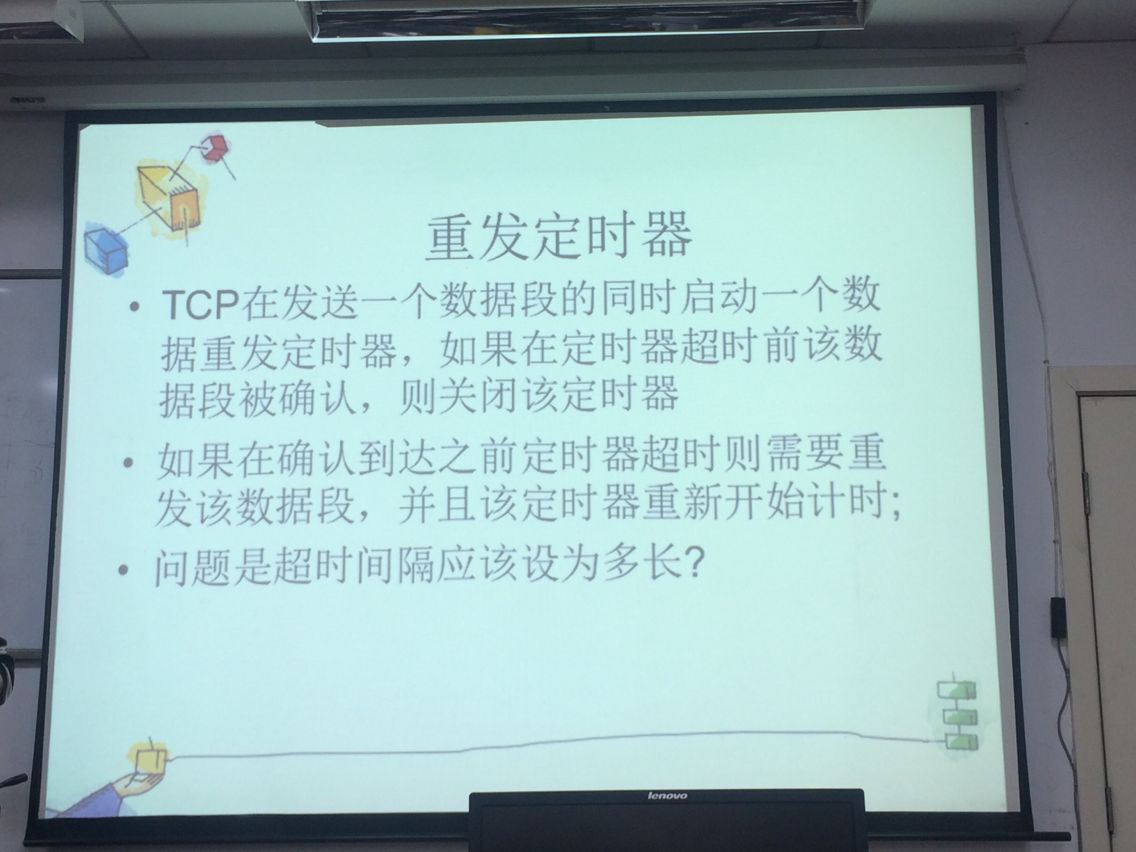 重发定时器
• TCP在发送一个数据段的同时启动一个数
据重发定时器，如果在定时器超时前该数
据段被确认，则关闭该定时器
• 如果在确认到达之前定时器超时则需要重
发该数据段，并且该定时器重新开始计时;
• 问题是超时间隔应该设为多长?
lenovo